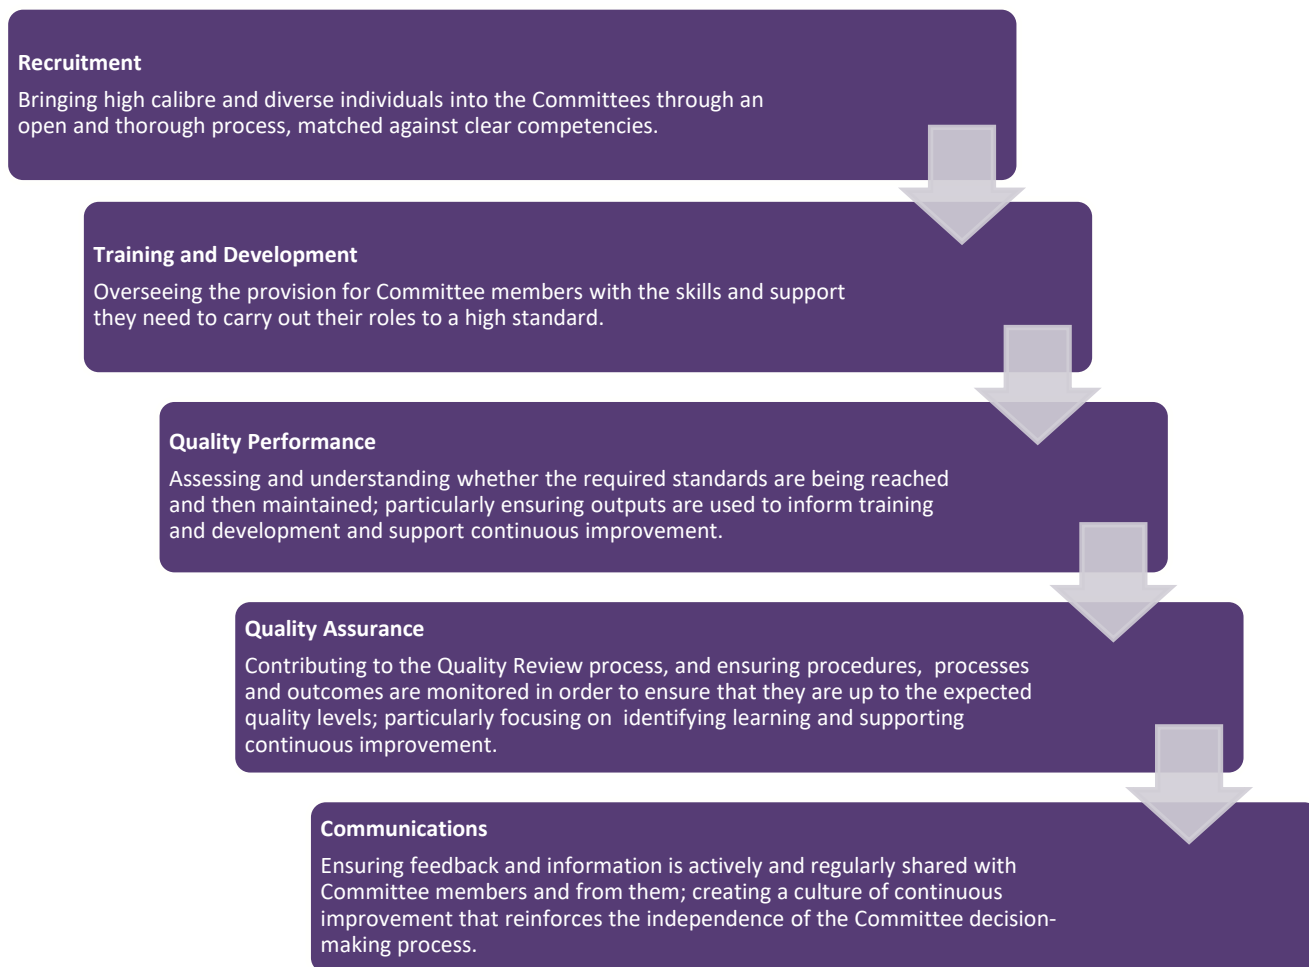 Recruitment
Bringing high calibre and diverse individuals into the Committees through an
open and thorough process, matched against clear competencies.
Training and Development
Overseeing the provision for Committee members with the skills and support
they need to carry out their roles to a high standard.
Quality Performance
Assessing and understanding whether the required standards are being reached
and then maintained; particularly ensuring outputs are used to inform training
and development and support continuous improvement.
Quality Assurance
Contributing to the Quality Review process, and ensuring procedures,  processes
and outcomes are monitored in order to ensure that they are up to the expected
quality levels; particularly focusing on  identifying learning and supporting
continuous improvement.
Communications
Ensuring feedback and information is actively and regularly shared with
Committee members and from them; creating a culture of continuous
improvement that reinforces the independence of the Committee decision-
making process.